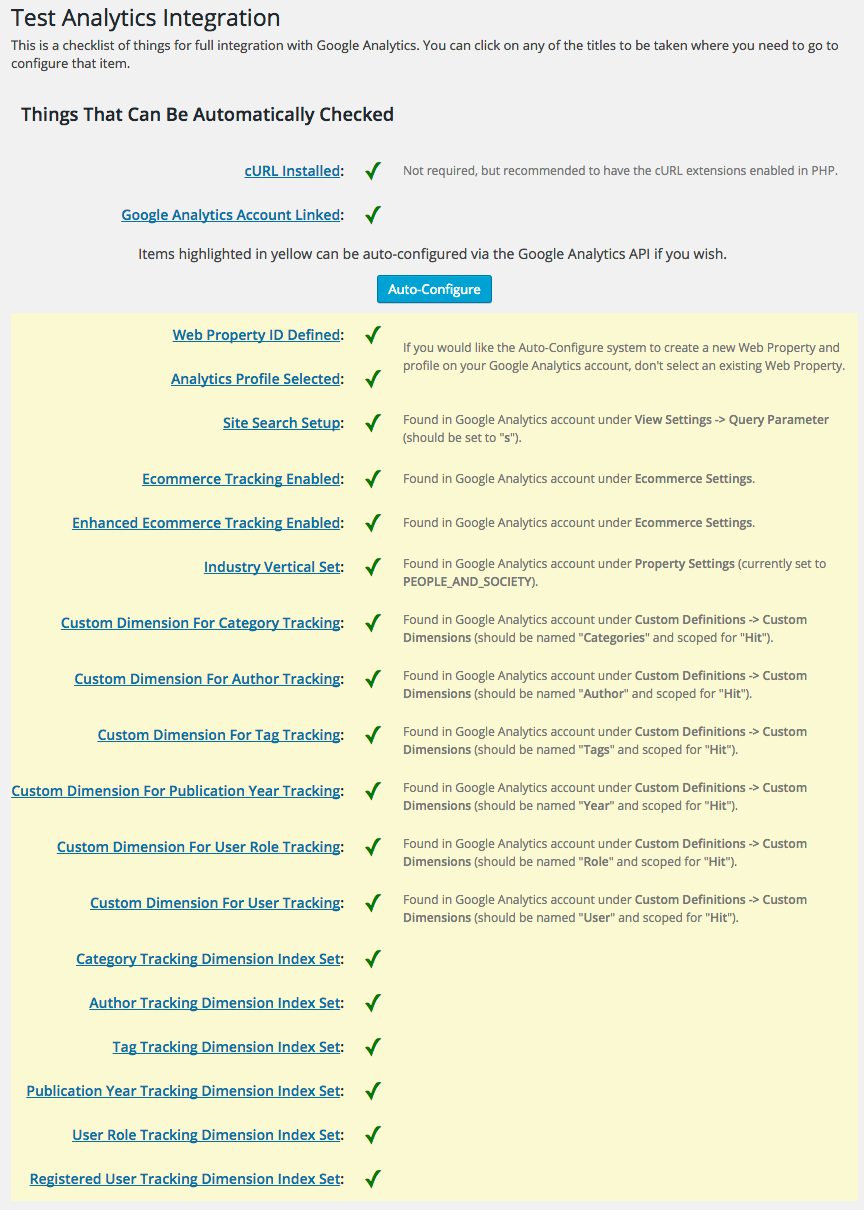 Test Analytics Integration
This is a checklist of things for full integration with Google Analytics. You can click on any of the titles to be taken where you need to go to
configure that item.
Things That Can Be Automatically Checked
cURL Installed: ✔ Not required, but recommended to have the cURL extensions enabled in PHP.
Google Analytics Account Linked: ✔
Items highlighted in yellow can be auto-configured via the Google Analytics API if you wish.
Auto-Configure
Web Property ID Defined: ✔
If you would like the Auto-Configure system to create a new Web Property and
profile on your Google Analytics account, don't select an existing Web Property.
Analytics Profile Selected: ✔
Site Search Setup: ✔ Found in Google Analytics account under View Settings -> Query Parameter
(should be set to "s").
Ecommerce Tracking Enabled: ✔ Found in Google Analytics account under Ecommerce Settings.
Enhanced Ecommerce Tracking Enabled: ✔ Found in Google Analytics account under Ecommerce Settings.
Industry Vertical Set: ✔ Found in Google Analytics account under Property Settings (currently set to
PEOPLE_AND_SOCIETY).
Custom Dimension For Category Tracking: ✔ Found in Google Analytics account under Custom Definitions -> Custom
Dimensions (should be named "Categories" and scoped for "Hit").
Custom Dimension For Author Tracking: ✔ Found in Google Analytics account under Custom Definitions -> Custom
Dimensions (should be named "Author" and scoped for "Hit").
Custom Dimension For Tag Tracking: ✔ Found in Google Analytics account under Custom Definitions -> Custom
Dimensions (should be named "Tags" and scoped for "Hit").
Custom Dimension For Publication Year Tracking: ✔ Found in Google Analytics account under Custom Definitions -> Custom
Dimensions (should be named "Year" and scoped for "Hit").
Custom Dimension For User Role Tracking: ✔ Found in Google Analytics account under Custom Definitions -> Custom
Dimensions (should be named "Role" and scoped for "Hit").
Custom Dimension For User Tracking: ✔ Found in Google Analytics account under Custom Definitions -> Custom
Dimensions (should be named "User" and scoped for "Hit").
Category Tracking Dimension Index Set: ✔
Author Tracking Dimension Index Set: ✔
Tag Tracking Dimension Index Set: ✔
Publication Year Tracking Dimension Index Set: ✔
User Role Tracking Dimension Index Set: ✔
Registered User Tracking Dimension Index Set: ✔